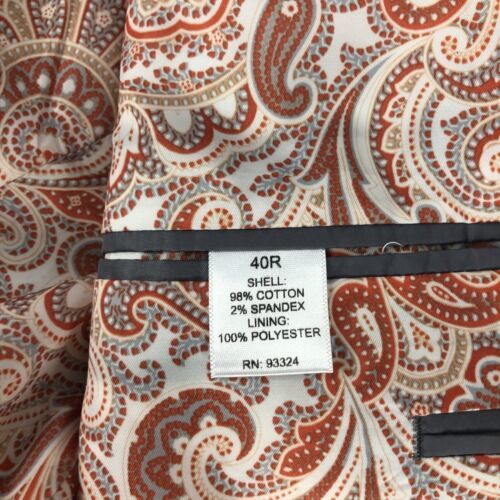 40R
SHELL:
98% COTTON
2% SPANDEX
LINING:
100% POLYESTER
RN: 93324